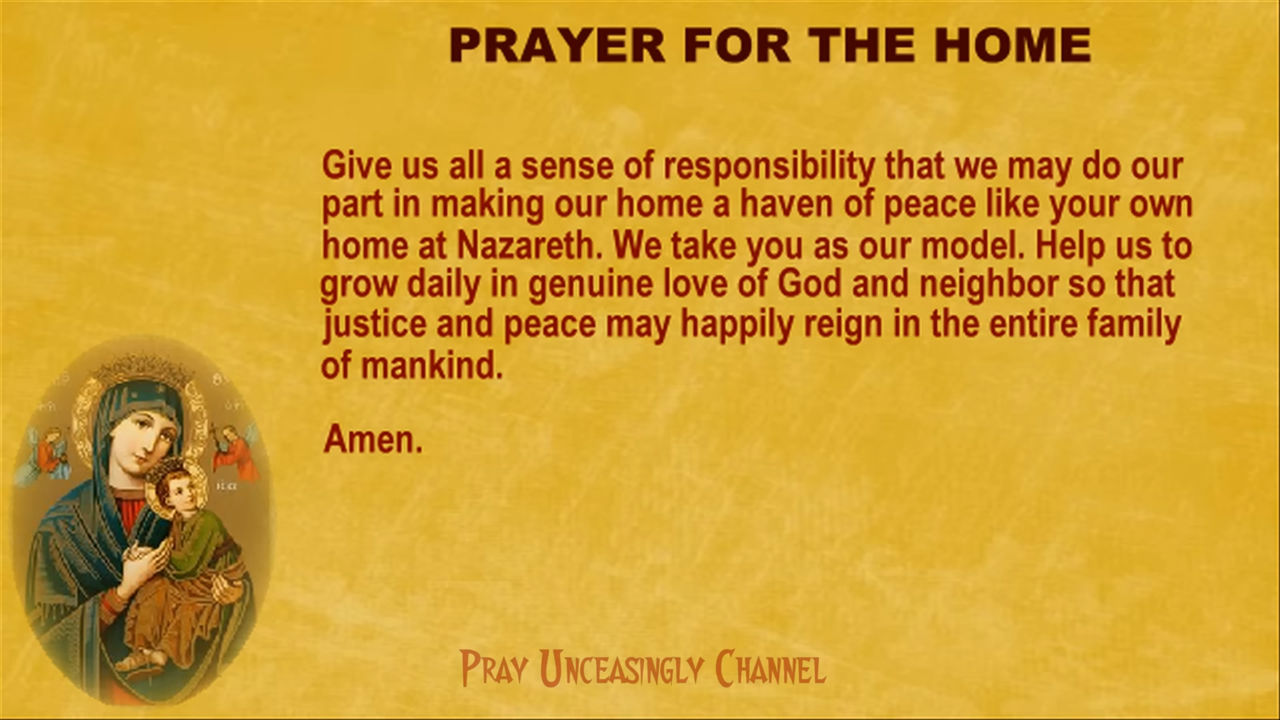 PRAYER FOR THE HOME
Give us all a sense of responsibility that we may do our
part in making our home a haven of peace like your own
home at Nazareth. We take you as our model. Help us to
grow daily in genuine love of God and neighbor so that
justice and peace may happily reign in the entire family
of mankind.
Amen.
Pray Unceasingly Channel